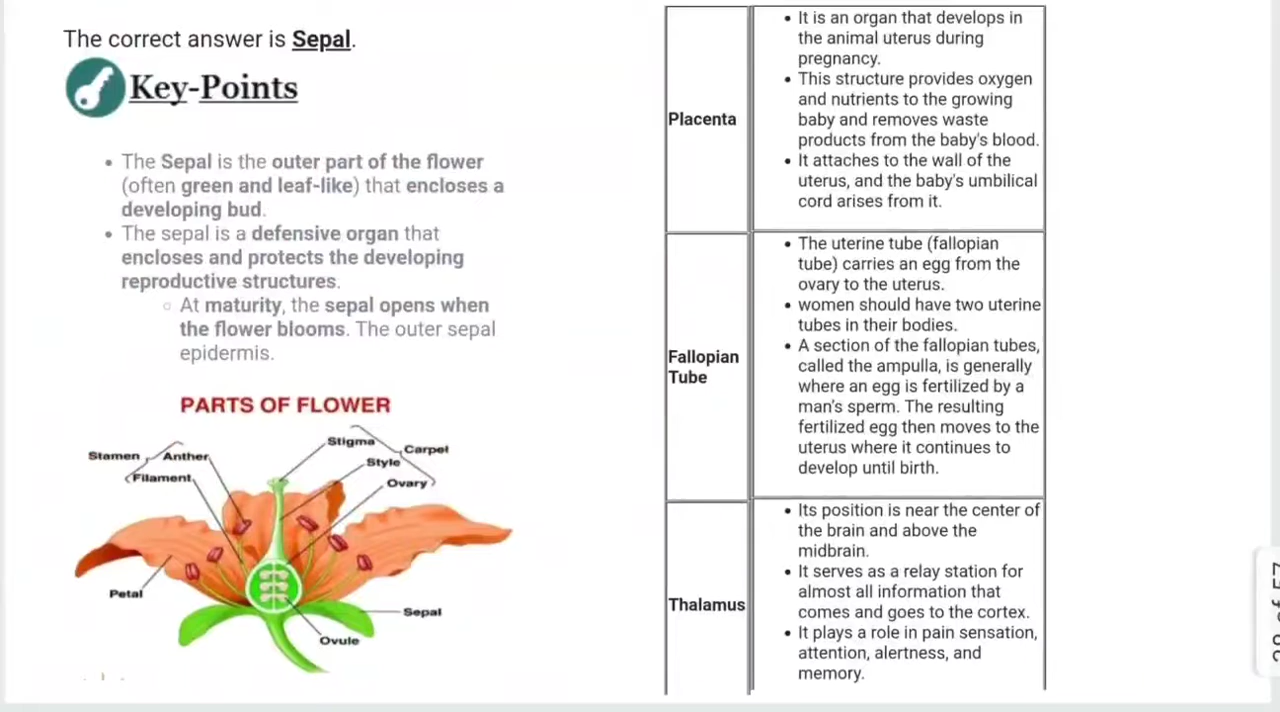 The correct answer is Sepal.
Key-Points
• The Sepal is the outer part of the flower
(often green and leaf-like) that encloses a
developing bud.
• The sepal is a defensive organ that
encloses and protects the developing
reproductive structures.
○ At maturity, the sepal opens when
the flower blooms. The outer sepal
epidermis.
PARTS OF FLOWER
Stigma
Carpel
Stamen
Anther
Style
Filament
Ovary
Petal
Sepal
Ovule
Placenta
• It is an organ that develops in
the animal uterus during
pregnancy.
• This structure provides oxygen
and nutrients to the growing
baby and removes waste
products from the baby's blood.
• It attaches to the wall of the
uterus, and the baby's umbilical
cord arises from it.
Fallopian
Tube
• The uterine tube (fallopian
tube) carries an egg from the
ovary to the uterus.
• women should have two uterine
tubes in their bodies.
• A section of the fallopian tubes,
called the ampulla, is generally
where an egg is fertilized by a
man's sperm. The resulting
fertilized egg then moves to the
uterus where it continues to
develop until birth.
Thalamus
• Its position is near the center of
the brain and above the
midbrain.
• It serves as a relay station for
almost all information that
comes and goes to the cortex.
• It plays a role in pain sensation,
attention, alertness, and
memory.